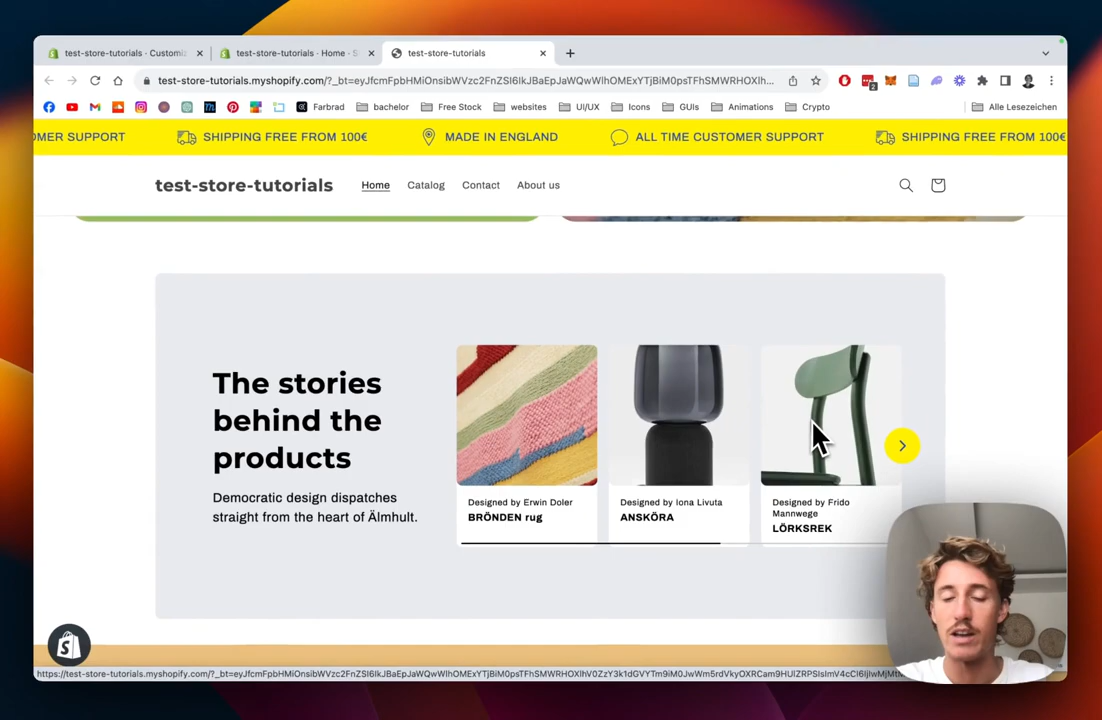 test-store-tutorials · Customiz
test-store-tutorials · Home · S
test-store-tutorials
test-store-tutorials.myshopify.com/?_bt=eyJfcmFpbHMiOnsibWVzc2FnZSI6IkJBaEpJaWQwWlhOMExYTjBiM0psTFhSMWRHOXlh...
2
Farbrad
bachelor
Free Stock
websites
UI/UX
Icons
GUIs
Animations
Crypto
Alle Lesezeichen
OMER SUPPORT
SHIPPING FREE FROM 100€
MADE IN ENGLAND
ALL TIME CUSTOMER SUPPORT
SHIPPING FREE FROM 100€
test-store-tutorials
Home
Catalog
Contact
About us
The stories
behind the
products
Democratic design dispatches
straight from the heart of Älmhult.
Designed by Erwin Doler
BRÖNDEN rug
Designed by Iona Livuta
ANSKÖRA
Designed by Frido
Mannwege
LÖRKSREK